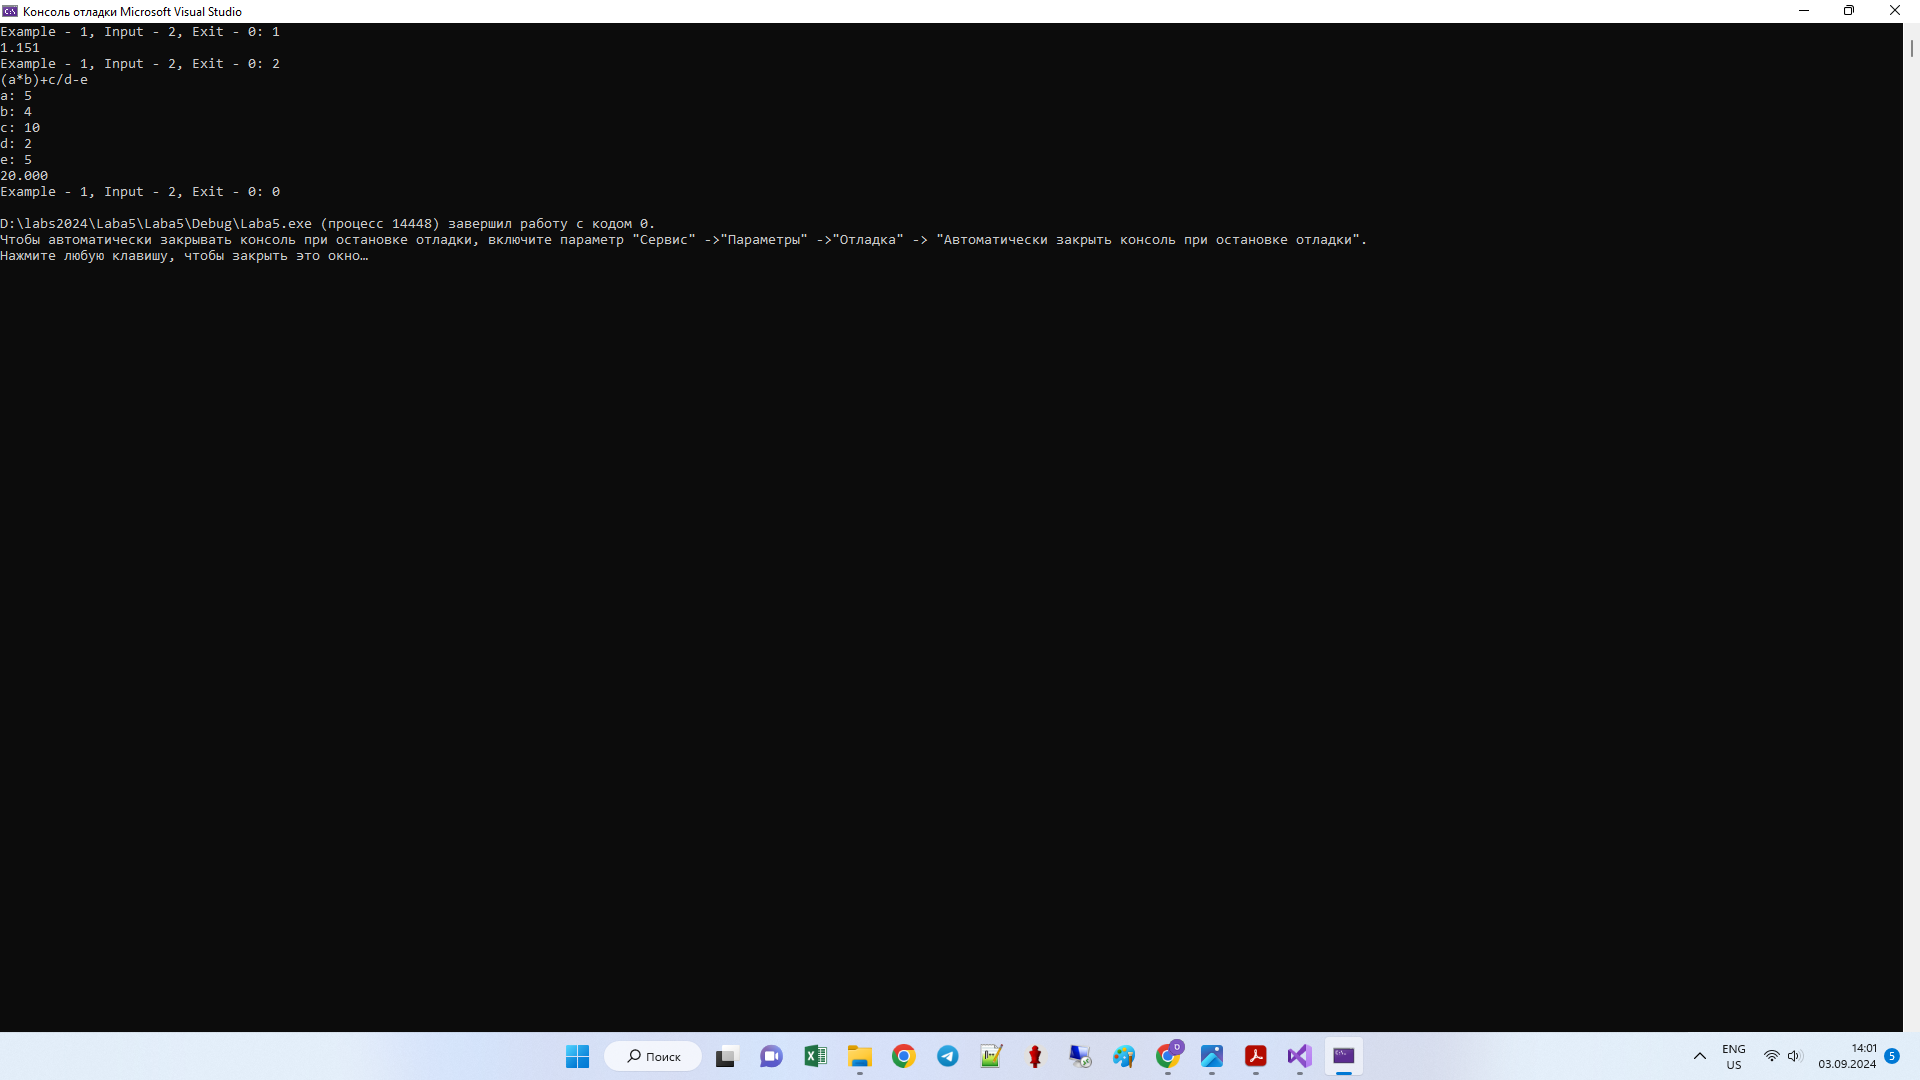 Консоль отладки Microsoft Visual Studio
Example - 1, Input - 2, Exit - 0: 1
1.151
Example - 1, Input - 2, Exit - 0: 2
(a*b)+c/d-e
a: 5
b: 4
c: 10
d: 2
e: 5
20.000
Example - 1, Input - 2, Exit - 0: 0
D:\labs2024\Laba5\Laba5\Debug\Laba5.exe (процесс 14448) завершил работу с кодом 0.
Чтобы автоматически закрывать консоль при остановке отладки, включите параметр "Сервис" ->"Параметры" ->"Отладка" -> "Автоматически закрыть консоль при остановке отладки".
Нажмите любую клавишу, чтобы закрыть это окно…
Поиск
ENG
US
14:01
03.09.2024
5